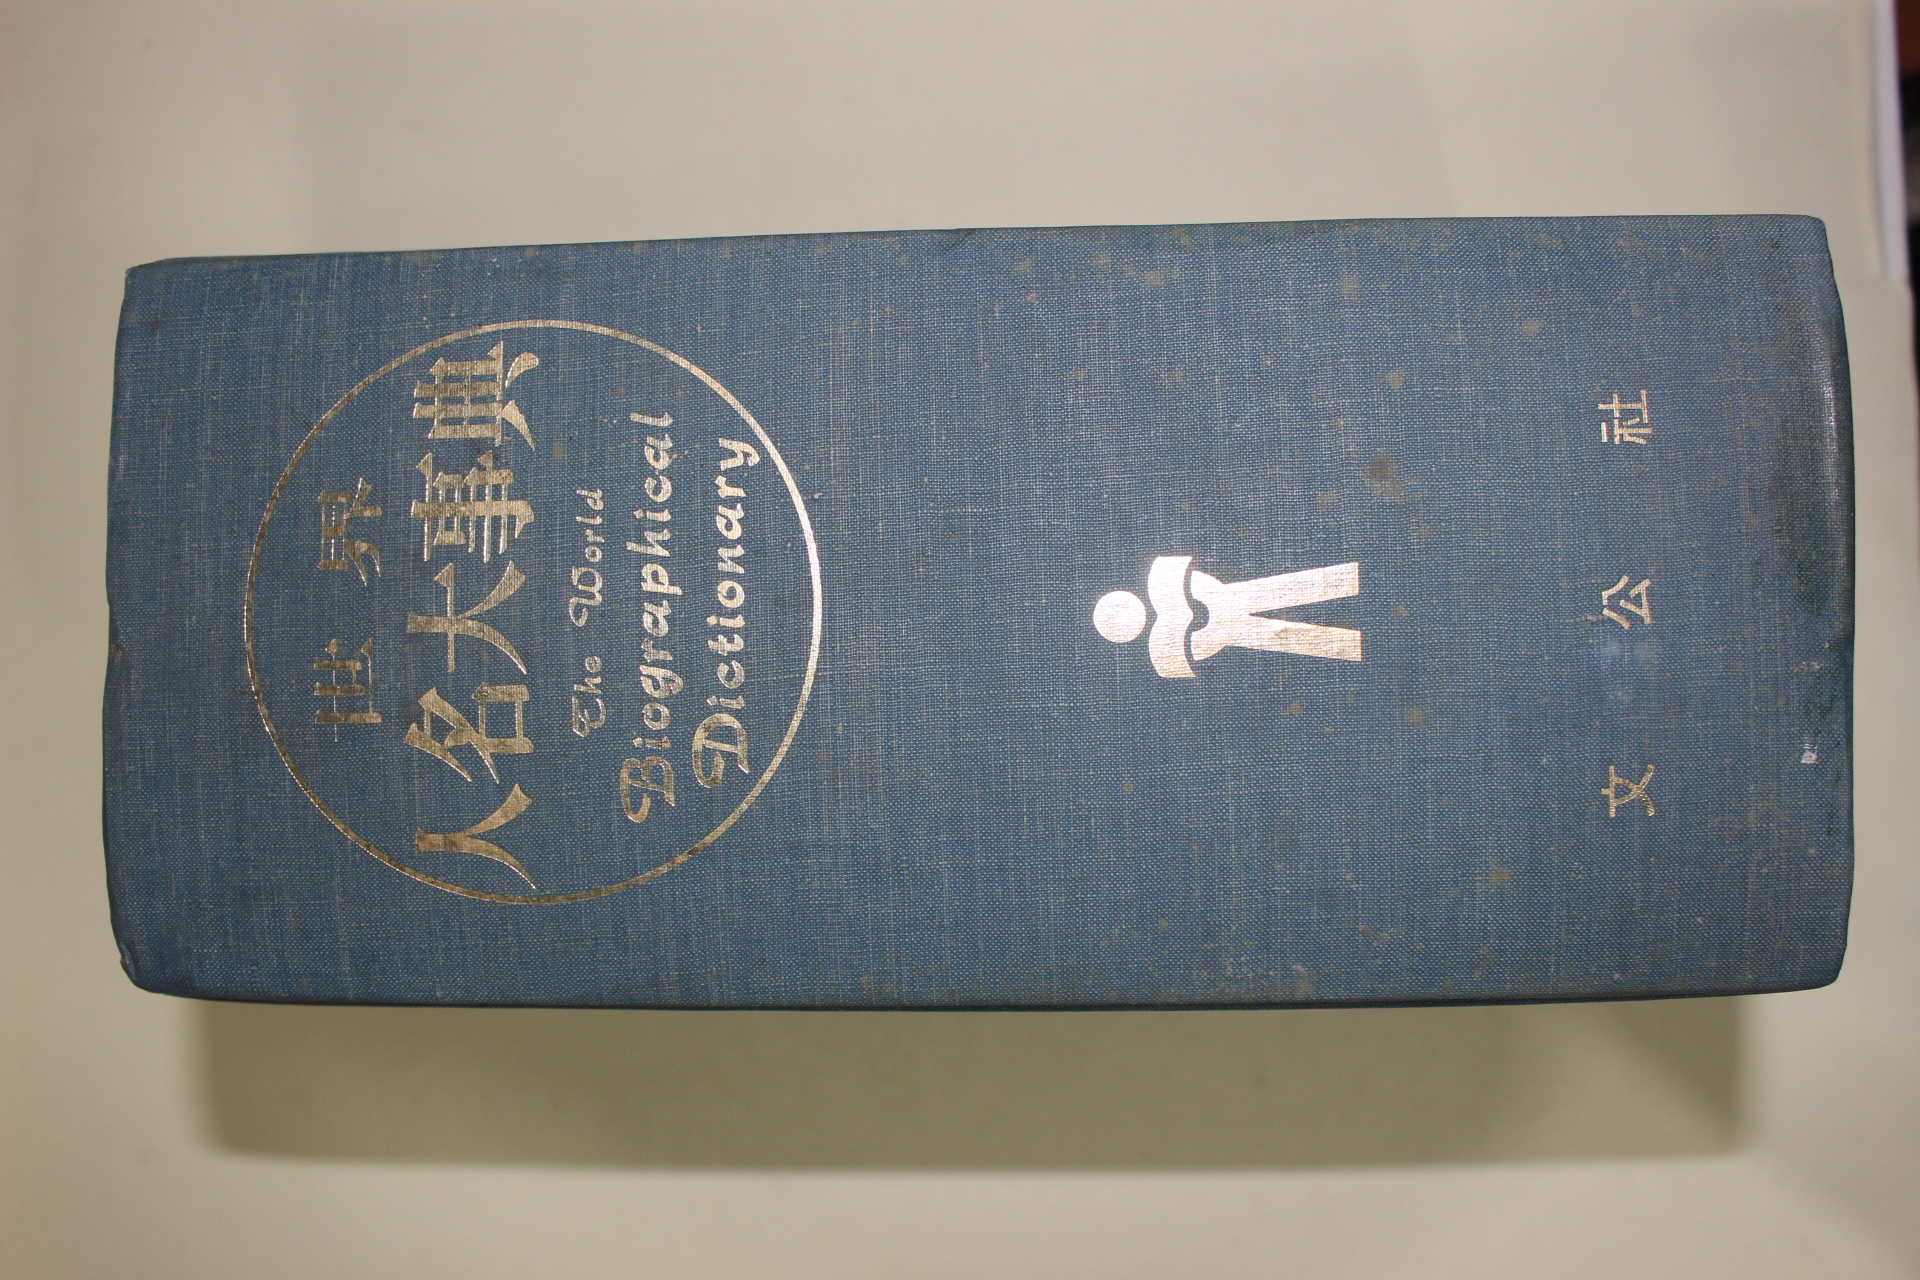 世界
人名大事典
The World
Biographical
Dictionary
文公社